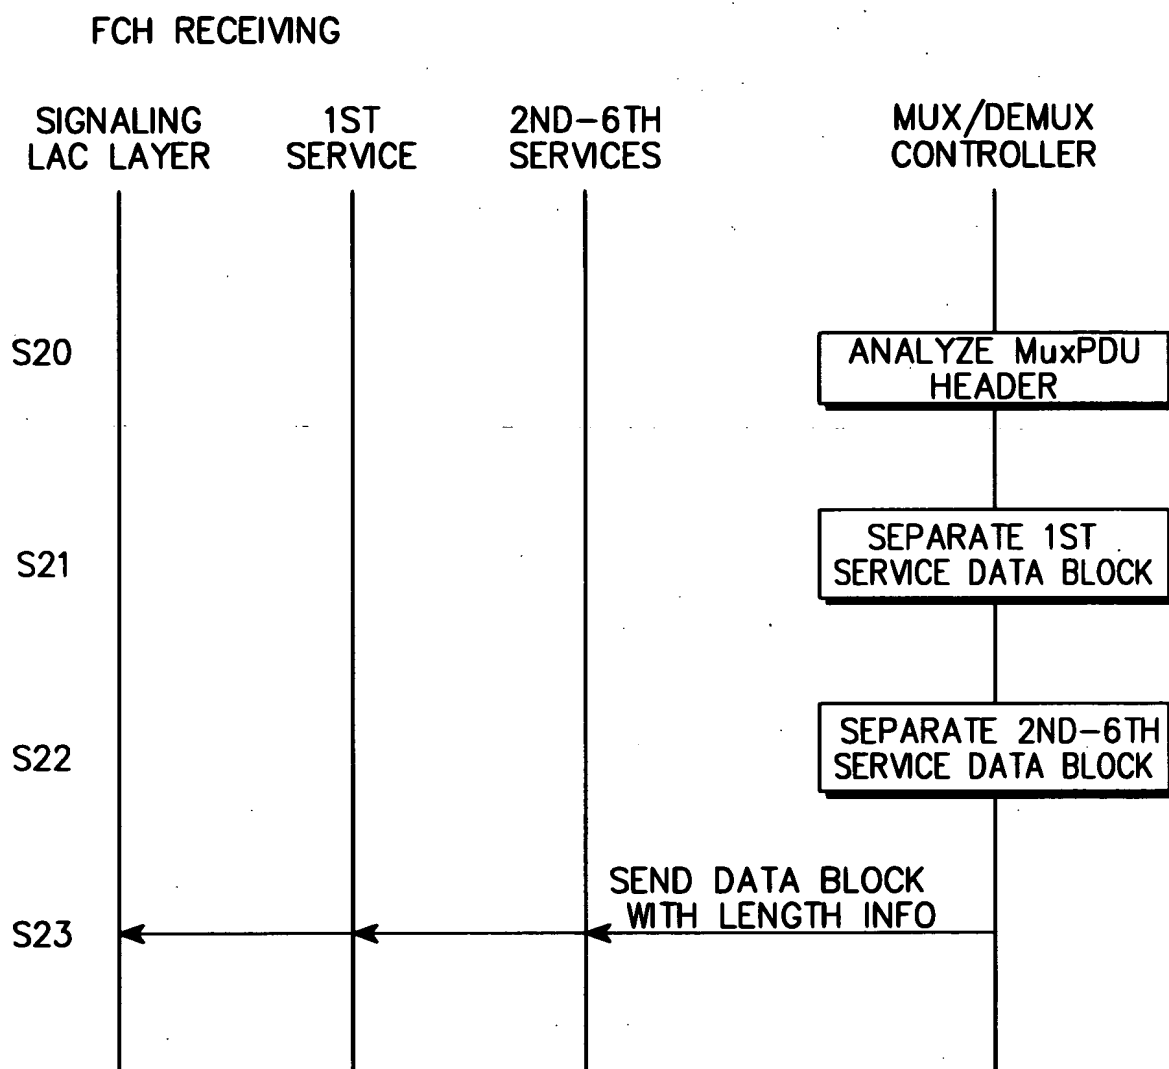 FCH RECEIVING
SIGNALING
LAC LAYER
1ST
SERVICE
2ND-6TH
SERVICES
MUX/DEMUX
CONTROLLER
S20
ANALYZE MuxPDU
HEADER
S21
SEPARATE 1ST
SERVICE DATA BLOCK
S22
SEPARATE 2ND-6TH
SERVICE DATA BLOCK
S23
SEND DATA BLOCK
WITH LENGTH INFO